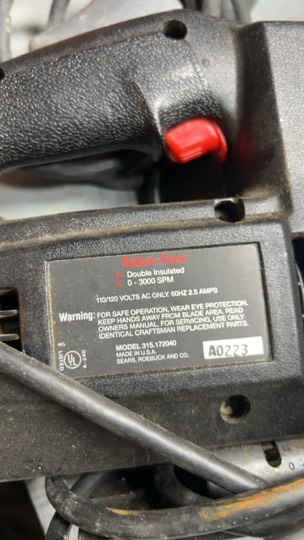 Sabre Saw
Double Insulated
0 - 3000 SPM
110/120 VOLTS AC ONLY. 60HZ 2.5 AMPS
Warning: FOR SAFE OPERATION, WEAR EYE PROTECTION.
KEEP HANDS AWAY FROM BLADE AREA. READ
OWNERS MANUAL. FOR SERVICING, USE ONLY
IDENTICAL CRAFTSMAN REPLACEMENT PARTS.
MODEL 315.172040
MADE IN U.S.A.
SEARS, ROEBUCK AND CO.
UL
LISTED
A0223